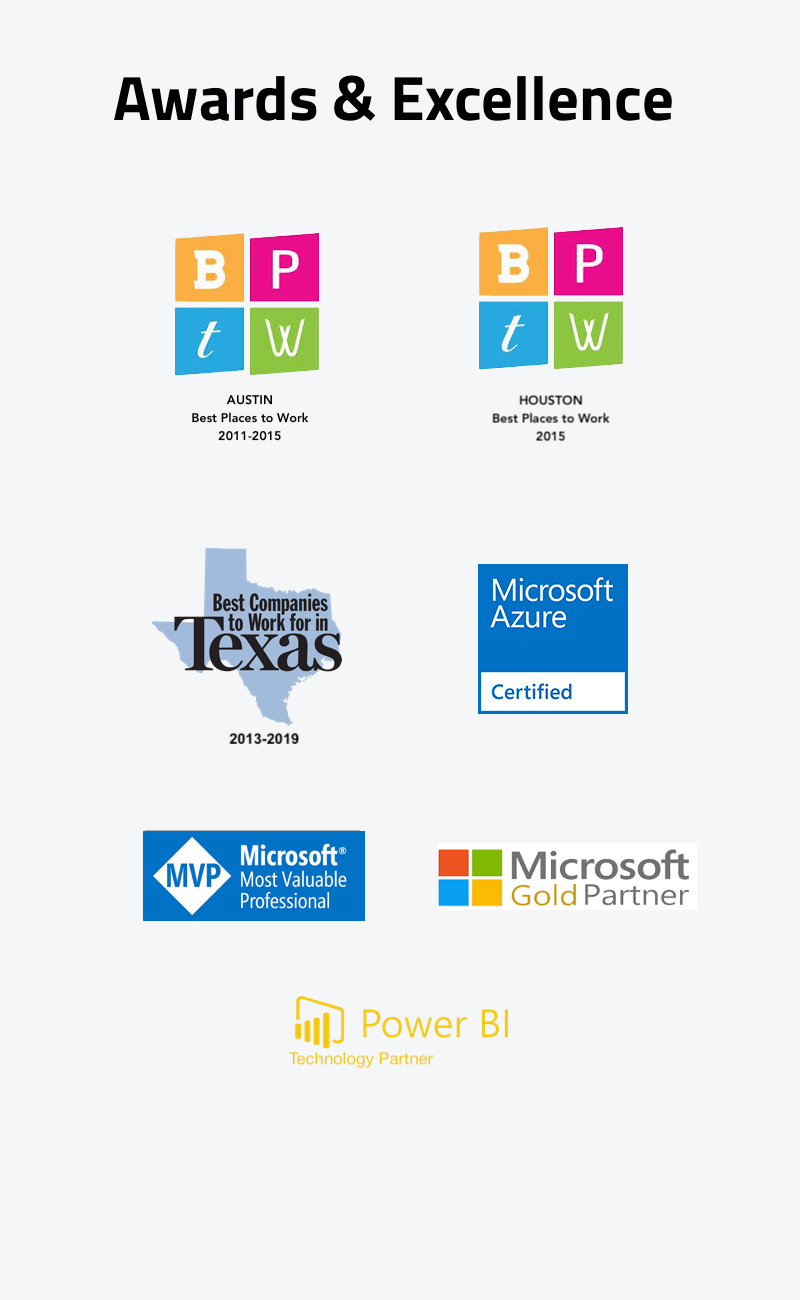 Awards & Excellence
B P
t W
AUSTIN
Best Places to Work
2011-2015
B P
t W
HOUSTON
Best Places to Work
2015
Best Companies
to Work for in
Texas
2013-2019
Microsoft
Azure
Certified
MVP
Microsoft®
Most Valuable
Professional
Microsoft
Gold Partner
Power BI
Technology Partner